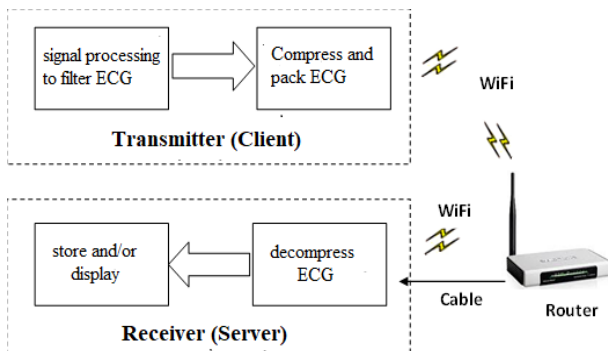 signal processing
to filter ECG
Compress and
pack ECG
Transmitter (Client)
WiFi
WiFi
store and/or
display
decompress
ECG
Receiver (Server)
Cable
Router